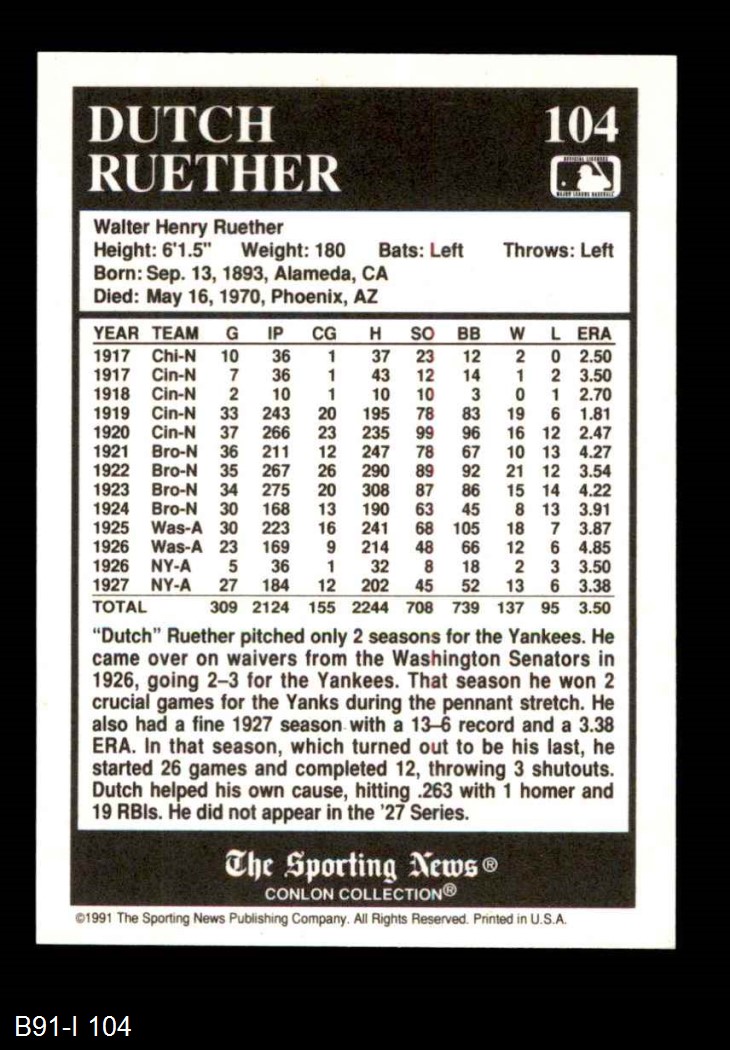 DUTCH 104
RUETHER
OFFICIAL LICENSEE
MAJOR LEAGUE BASEBALL
Walter Henry Ruether
Height: 6'1.5" Weight: 180 Bats: Left Throws: Left
Born: Sep. 13, 1893, Alameda, CA
Died: May 16, 1970, Phoenix, AZ
YEAR TEAM G IP CG H SO BB W L ERA
1917 Chi-N 10 36 1 37 23 12 2 0 2.50
1917 Cin-N 7 36 1 43 12 14 1 2 3.50
1918 Cin-N 2 10 1 10 10 3 0 1 2.70
1919 Cin-N 33 243 20 195 78 83 19 6 1.81
1920 Cin-N 37 266 23 235 99 96 16 12 2.47
1921 Bro-N 36 211 12 247 78 67 10 13 4.27
1922 Bro-N 35 267 26 290 89 92 21 12 3.54
1923 Bro-N 34 275 20 308 87 86 15 14 4.22
1924 Bro-N 30 168 13 190 63 45 8 13 3.91
1925 Was-A 30 223 16 241 68 105 18 7 3.87
1926 Was-A 23 169 9 214 48 66 12 6 4.85
1926 NY-A 5 36 1 32 8 18 2 3 3.50
1927 NY-A 27 184 12 202 45 52 13 6 3.38
TOTAL 309 2124 155 2244 708 739 137 95 3.50
“Dutch” Ruether pitched only 2 seasons for the Yankees. He
came over on waivers from the Washington Senators in
1926, going 2–3 for the Yankees. That season he won 2
crucial games for the Yanks during the pennant stretch. He
also had a fine 1927 season with a 13–6 record and a 3.38
ERA. In that season, which turned out to be his last, he
started 26 games and completed 12, throwing 3 shutouts.
Dutch helped his own cause, hitting .263 with 1 homer and
19 RBIs. He did not appear in the '27 Series.
The Sporting News®
CONLON COLLECTION®
©1991 The Sporting News Publishing Company. All Rights Reserved. Printed in U.S.A.
B91-I 104